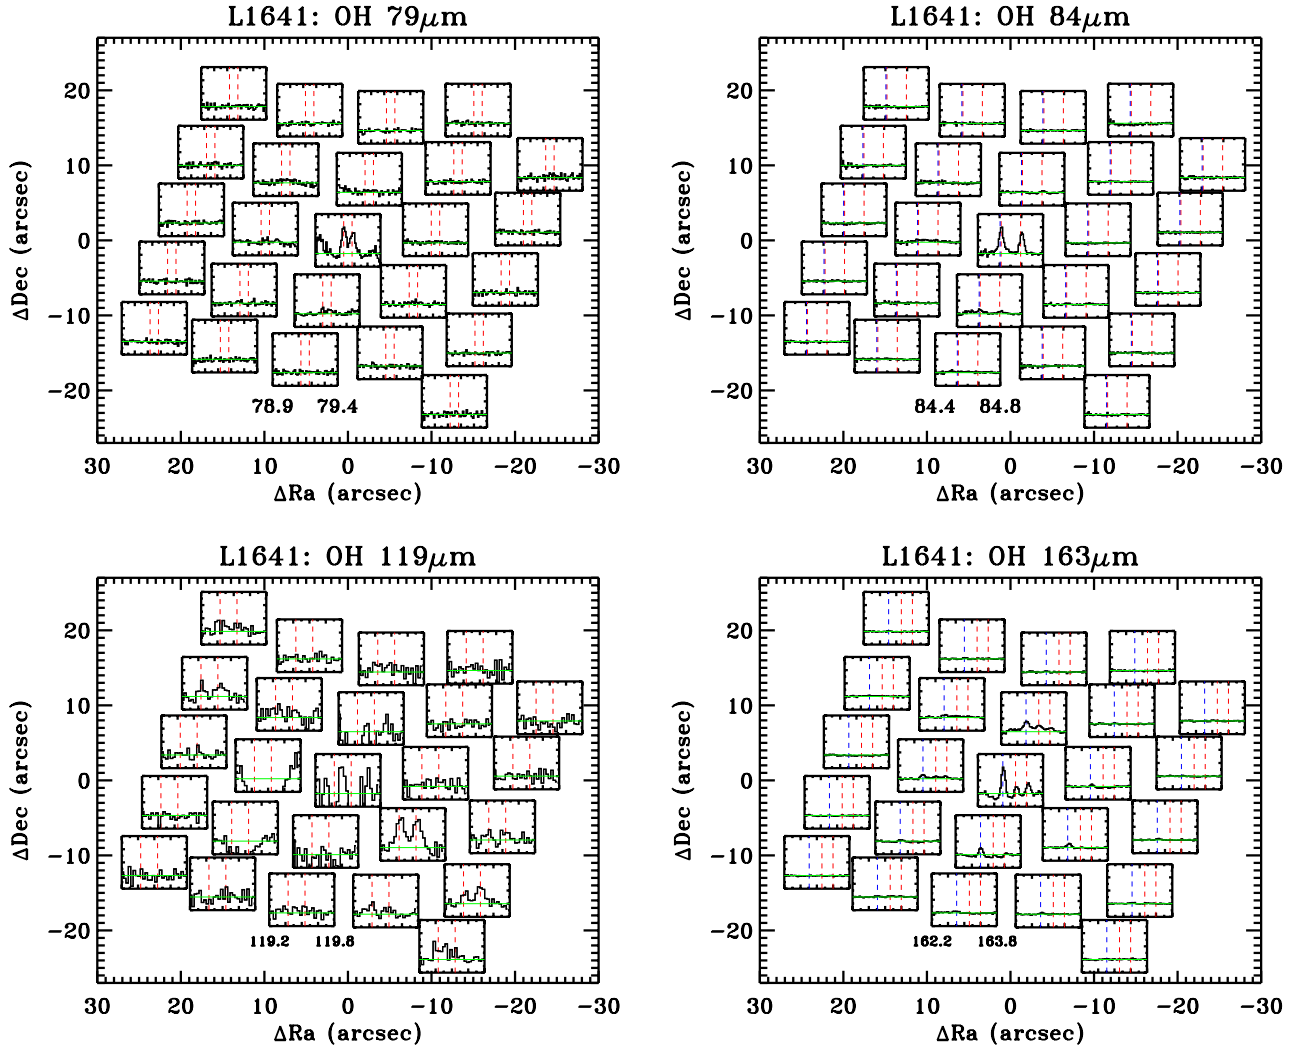 L1641: OH 79μm
L1641: OH 84μm
20
10
0
−10
−20
ΔDec (arcsec)
78.9 79.4
30 20 10 0 −10 −20 −30
ΔRa (arcsec)
20
10
0
−10
−20
ΔDec (arcsec)
84.4 84.8
30 20 10 0 −10 −20 −30
ΔRa (arcsec)
L1641: OH 119μm
L1641: OH 163μm
20
10
0
−10
−20
ΔDec (arcsec)
119.2 119.8
30 20 10 0 −10 −20 −30
ΔRa (arcsec)
20
10
0
−10
−20
ΔDec (arcsec)
162.2 163.8
30 20 10 0 −10 −20 −30
ΔRa (arcsec)